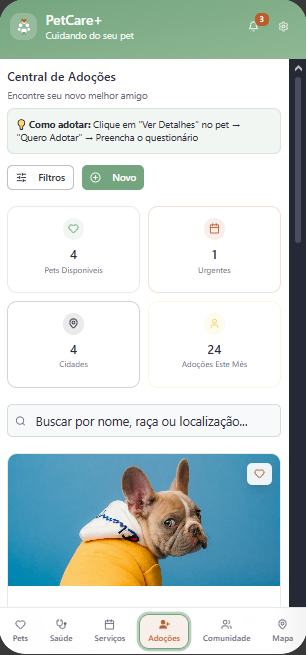 PetCare+
Cuidando do seu pet
3
Central de Adoções
Encontre seu novo melhor amigo
💡 Como adotar: Clique em "Ver Detalhes" no pet →
"Quero Adotar" → Preencha o questionário
Filtros
Novo
4
Pets Disponíveis
1
Urgentes
4
Cidades
24
Adoções Este Mês
Buscar por nome, raça ou localização...
Pets
Saúde
Serviços
Adoções
Comunidade
Mapa